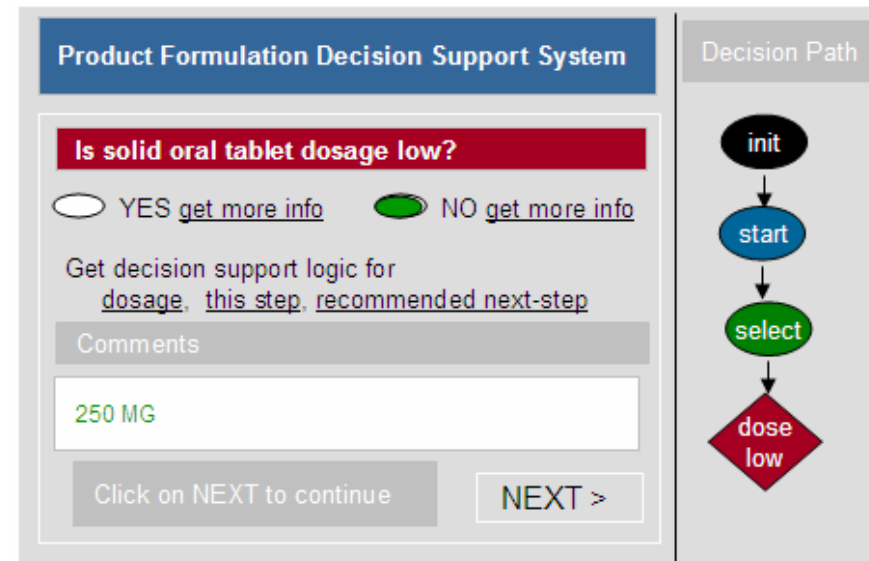 Product Formulation Decision Support System
Is solid oral tablet dosage low?
YES get more info NO get more info
Get decision support logic for
dosage, this step, recommended next-step
Comments
250 MG
Click on NEXT to continue
NEXT >
Decision Path
init
start
select
dose
low